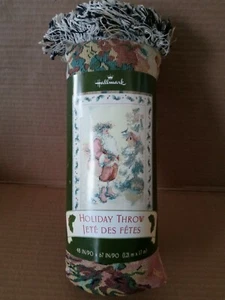 Hallmark
HOLIDAY THROW
JETÉ DES FÊTES